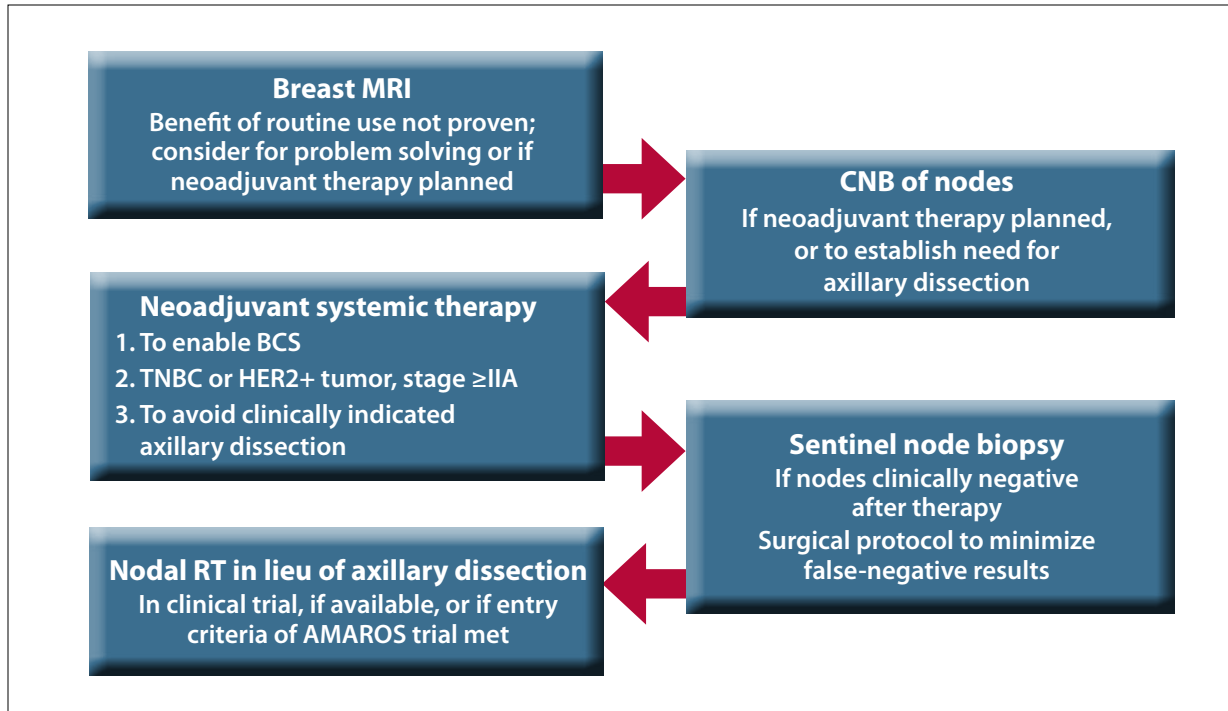 Breast MRI
Benefit of routine use not proven;
consider for problem solving or if
neoadjuvant therapy planned
CNB of nodes
If neoadjuvant therapy planned,
or to establish need for
axillary dissection
Neoadjuvant systemic therapy
1. To enable BCS
2. TNBC or HER2+ tumor, stage ≥IIA
3. To avoid clinically indicated
axillary dissection
Sentinel node biopsy
If nodes clinically negative
after therapy
Surgical protocol to minimize
false-negative results
Nodal RT in lieu of axillary dissection
In clinical trial, if available, or if entry
criteria of AMAROS trial met